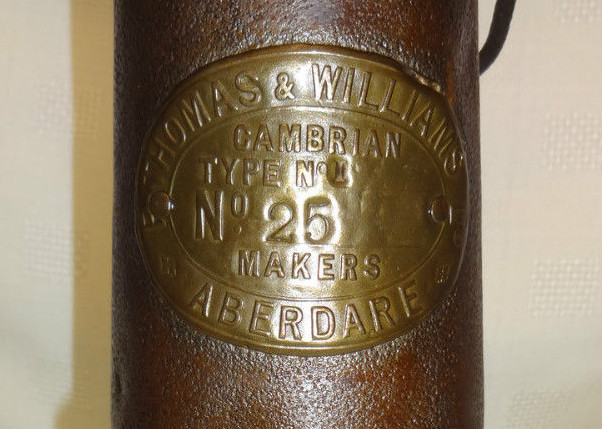 THOMAS & WILLIAMS
CAMBRIAN
TYPE Nº 1
Nº 25
MAKERS
ABERDARE